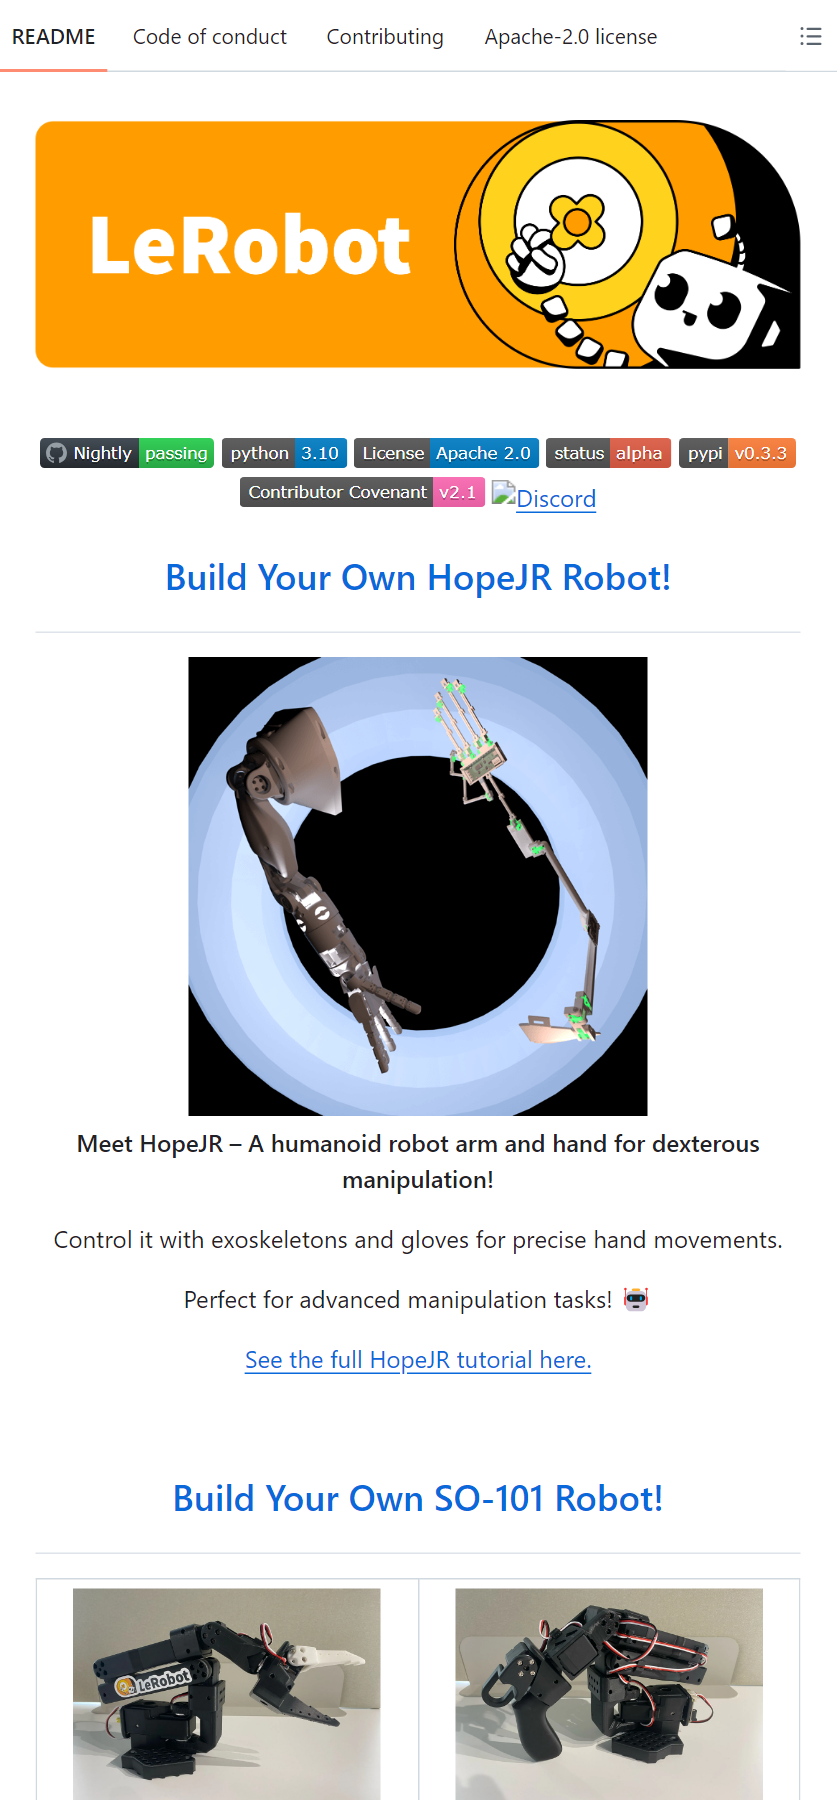 README Code of conduct Contributing Apache-2.0 license
LeRobot
Nightly passing python 3.10 License Apache 2.0 status alpha pypi v0.3.3
Contributor Covenant v2.1 Discord
Build Your Own HopeJR Robot!
Meet HopeJR – A humanoid robot arm and hand for dexterous
manipulation!
Control it with exoskeletons and gloves for precise hand movements.
Perfect for advanced manipulation tasks! 🤖
See the full HopeJR tutorial here.
Build Your Own SO-101 Robot!
LeRobot